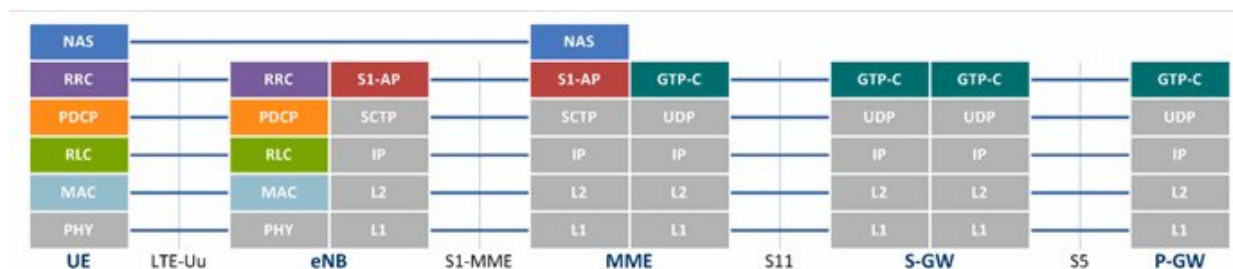 NAS NAS
RRC RRC S1-AP S1-AP GTP-C GTP-C GTP-C GTP-C
PDCP PDCP SCTP SCTP UDP UDP UDP UDP
RLC RLC IP IP IP IP IP IP
MAC MAC L2 L2 L2 L2 L2 L2
PHY PHY L1 L1 L1 L1 L1 L1
UE LTE-Uu eNB S1-MME MME S11 S-GW S5 P-GW